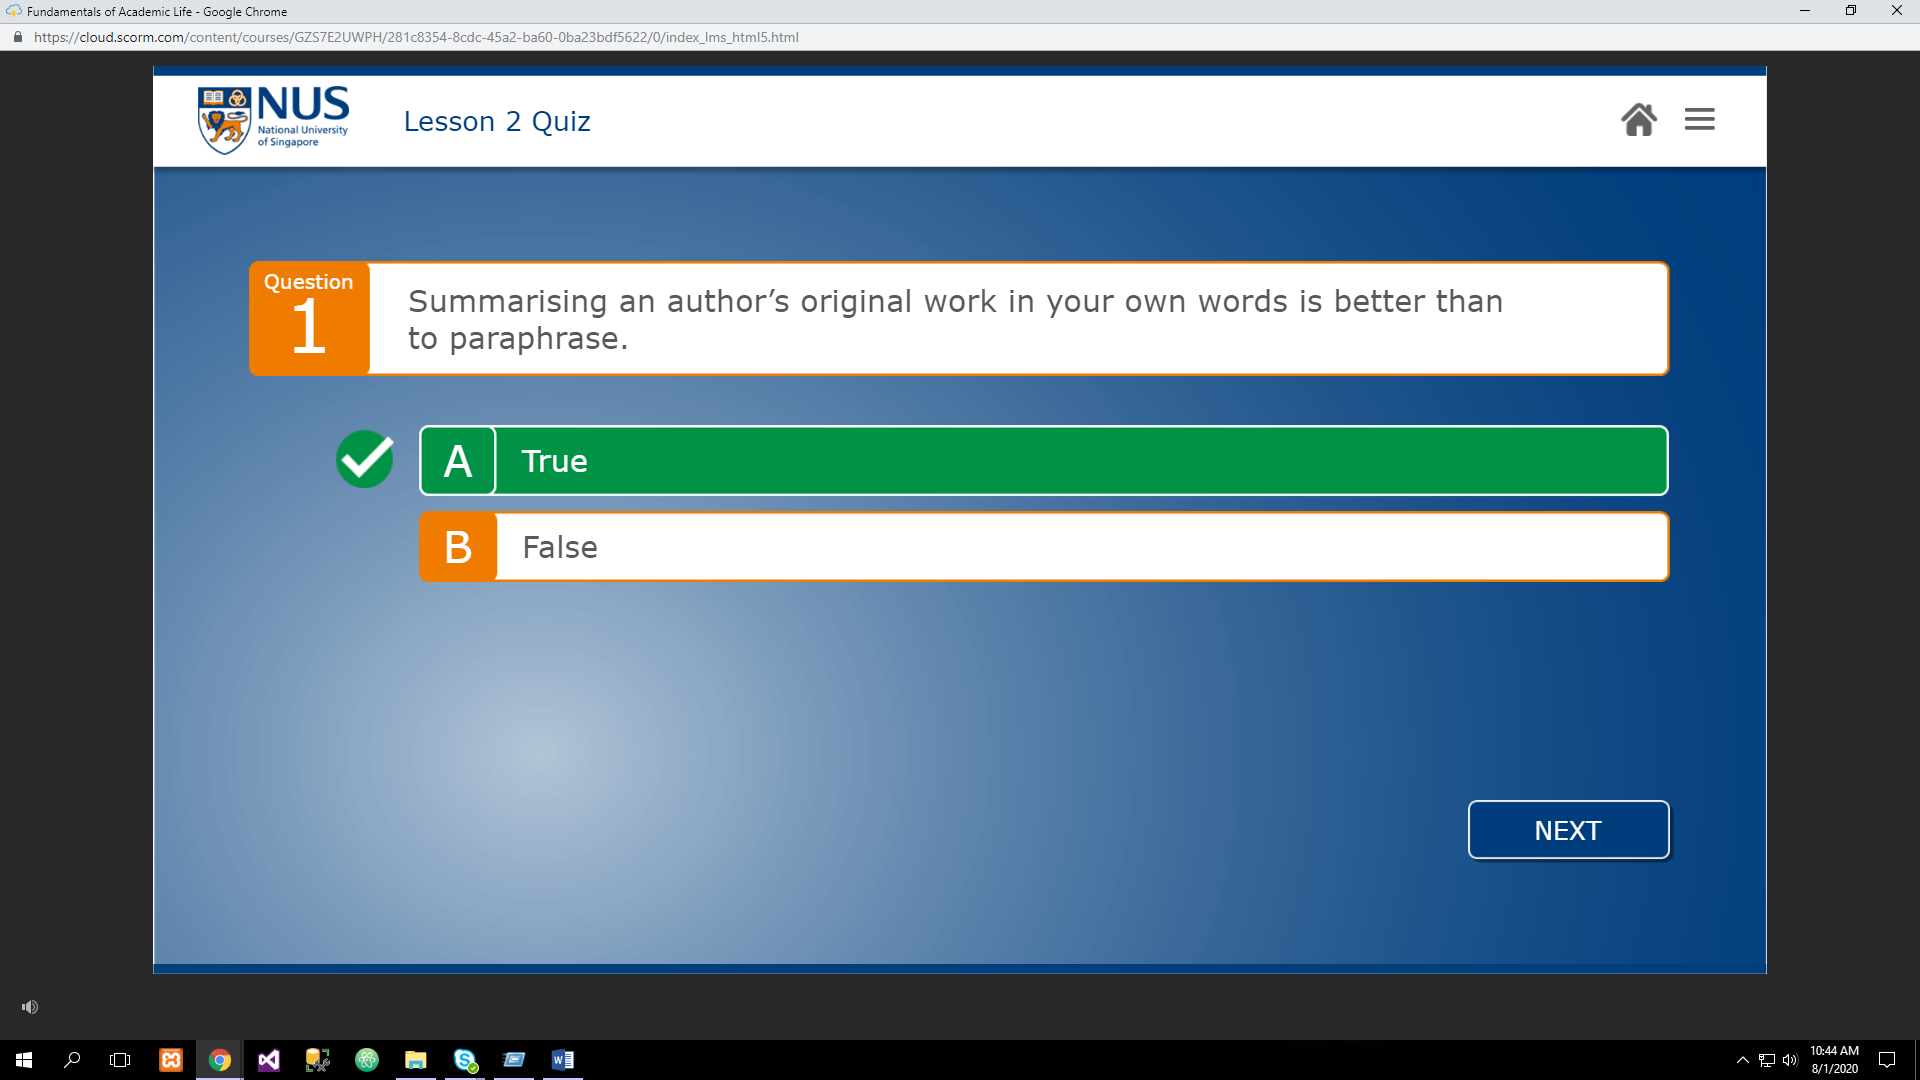 Fundamentals of Academic Life - Google Chrome
https://cloud.scorm.com/content/courses/GZS7E2UWPH/281c8354-8cdc-45a2-ba60-0ba23bdf5622/0/index_lms_html5.html
NUS
National University
of Singapore
Lesson 2 Quiz
Question
1
Summarising an author’s original work in your own words is better than
to paraphrase.
A True
B False
NEXT
10:44 AM
8/1/2020